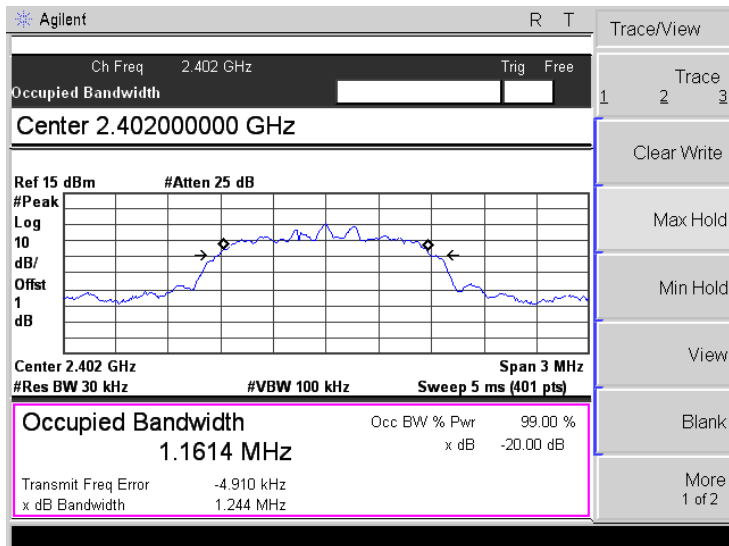 Agilent R T
Ch Freq 2.402 GHz Trig Free
Occupied Bandwidth
Center 2.402000000 GHz
Ref 15 dBm #Atten 25 dB
#Peak
Log
10
dB/
Offst
1
dB
Center 2.402 GHz Span 3 MHz
#Res BW 30 kHz #VBW 100 kHz Sweep 5 ms (401 pts)
Occupied Bandwidth Occ BW % Pwr 99.00 %
1.1614 MHz x dB -20.00 dB
Transmit Freq Error -4.910 kHz
x dB Bandwidth 1.244 MHz
Trace/View
Trace
1 2 3
Clear Write
Max Hold
Min Hold
View
Blank
More
1 of 2